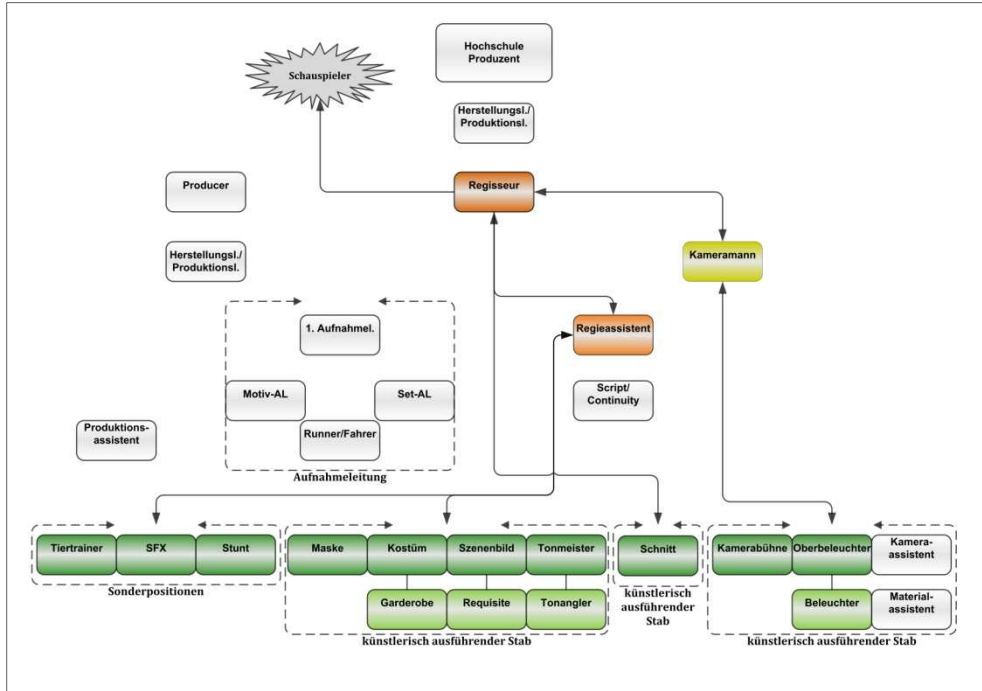 Hochschule
Produzent
Schauspieler
Herstellungsl./
Produktionsl.
Producer
Regisseur
Herstellungsl./
Produktionsl.
Kameramann
1. Aufnahmel.
Regieassistent
Motiv-AL
Set-AL
Script/
Continuity
Produktions-
assistent
Runner/Fahrer
Aufnahmeleitung
Tiertrainer
SFX
Stunt
Sonderpositionen
Maske
Kostüm
Szenenbild
Tonmeister
Garderobe
Requisite
Tonangler
künstlerisch ausführender Stab
Schnitt
künstlerisch
ausführender
Stab
Kamerabühne
Oberbeleuchter
Kamera-
assistent
Beleuchter
Material-
assistent
künstlerisch ausführender Stab